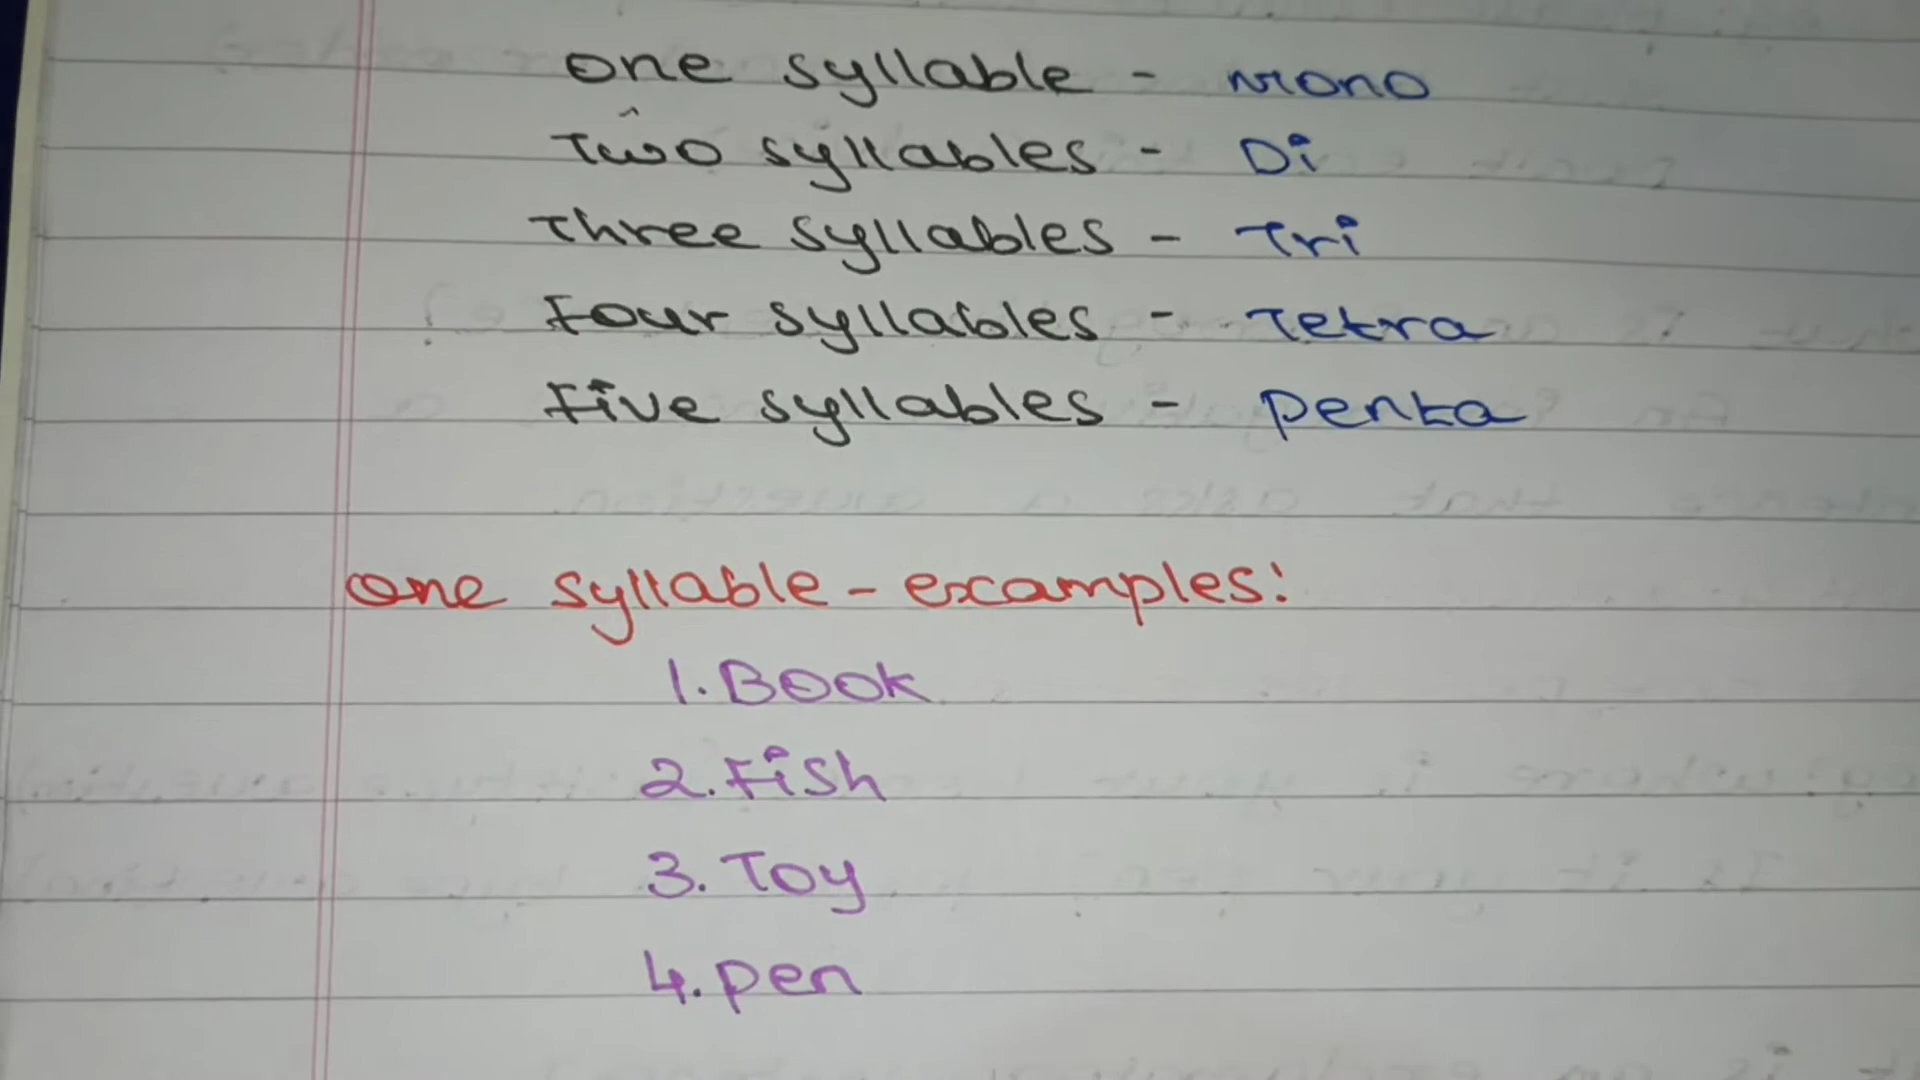 one syllable - Mono
Two syllables - Di
Three syllables - Tri
Four syllables - Tetra
Five syllables - Penta
one syllable - examples:
1. Book
2. Fish
3. Toy
4. Pen